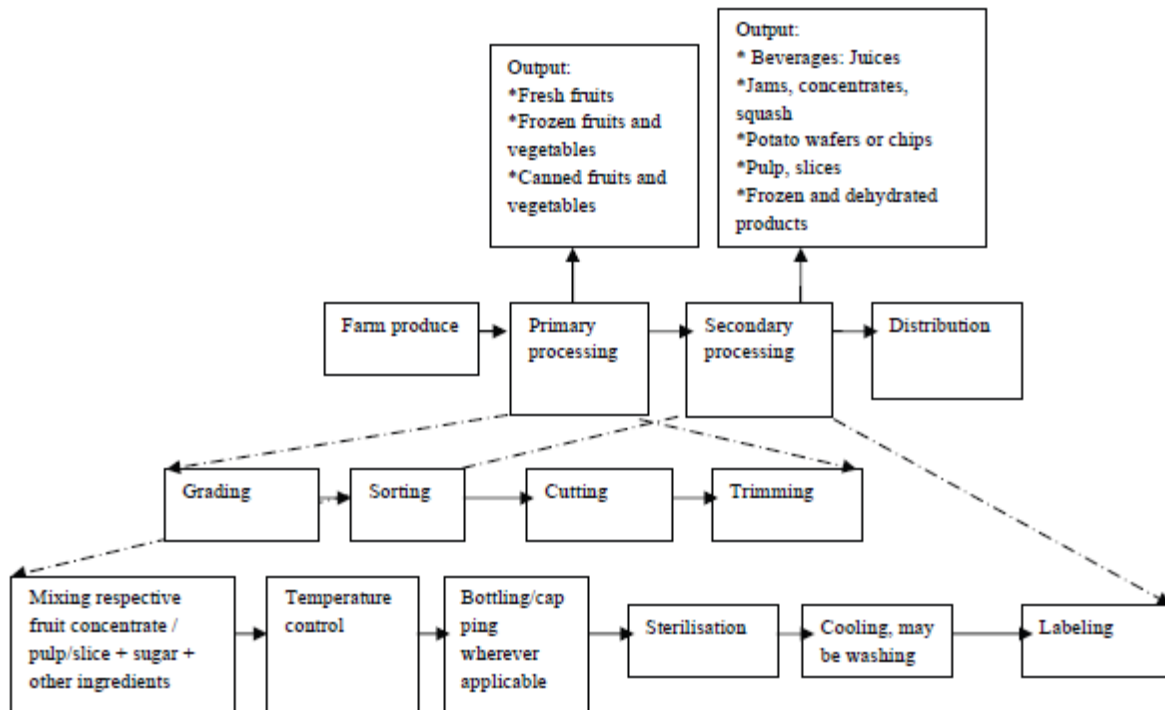 Output:
*Fresh fruits
*Frozen fruits and
vegetables
*Canned fruits and
vegetables
Output:
* Beverages: Juices
*Jams, concentrates,
squash
*Potato wafers or chips
*Pulp, slices
*Frozen and dehydrated
products
Farm produce
Primary
processing
Secondary
processing
Distribution
Grading
Sorting
Cutting
Trimming
Mixing respective
fruit concentrate /
pulp/slice + sugar +
other ingredients
Temperature
control
Bottling/cap
ping
wherever
applicable
Sterilisation
Cooling, may
be washing
Labeling